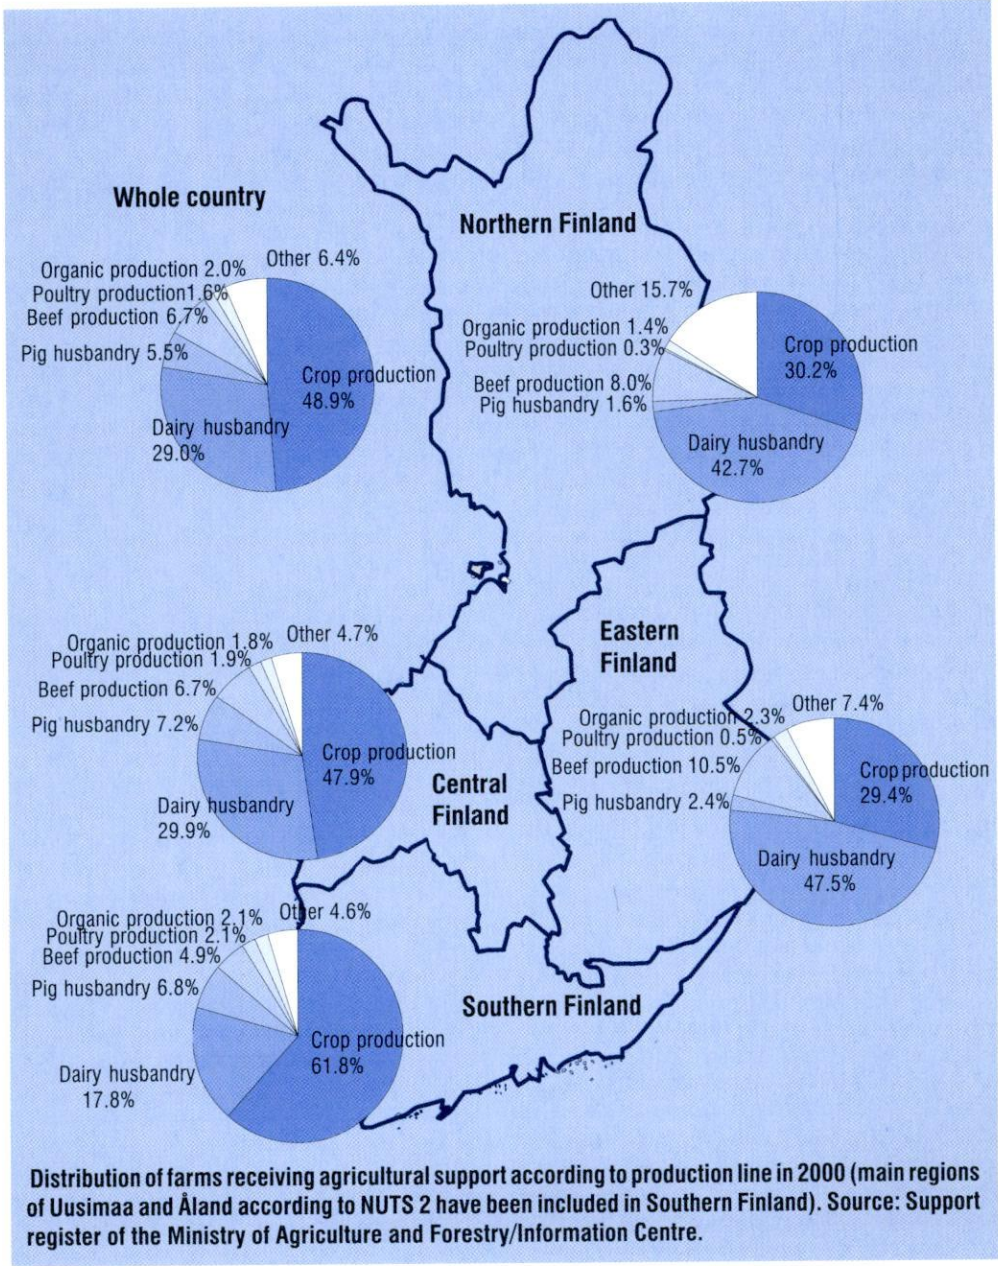 Whole country
Organic production 2.0%
Other 6.4%
Poultry production1.6%
Beef production 6.7%
Pig husbandry 5.5%
Crop production
48.9%
Dairy husbandry
29.0%
Northern Finland
Other 15.7%
Organic production 1.4%
Poultry production 0.3%
Crop production
30.2%
Beef production 8.0%
Pig husbandry 1.6%
Dairy husbandry
42.7%
Eastern
Finland
Organic production 1.8%
Other 4.7%
Poultry production 1.9%
Beef production 6.7%
Pig husbandry 7.2%
Crop production
47.9%
Dairy husbandry
29.9%
Central
Finland
Other 7.4%
Organic production 2.3%
Poultry production 0.5%
Beef production 10.5%
Crop production
29.4%
Pig husbandry 2.4%
Dairy husbandry
47.5%
Organic production 2.1%
Other 4.6%
Poultry production 2.1%
Beef production 4.9%
Pig husbandry 6.8%
Crop production
61.8%
Dairy husbandry
17.8%
Southern Finland
Distribution of farms receiving agricultural support according to production line in 2000 (main regions
of Uusimaa and Åland according to NUTS 2 have been included in Southern Finland). Source: Support
register of the Ministry of Agriculture and Forestry/Information Centre.